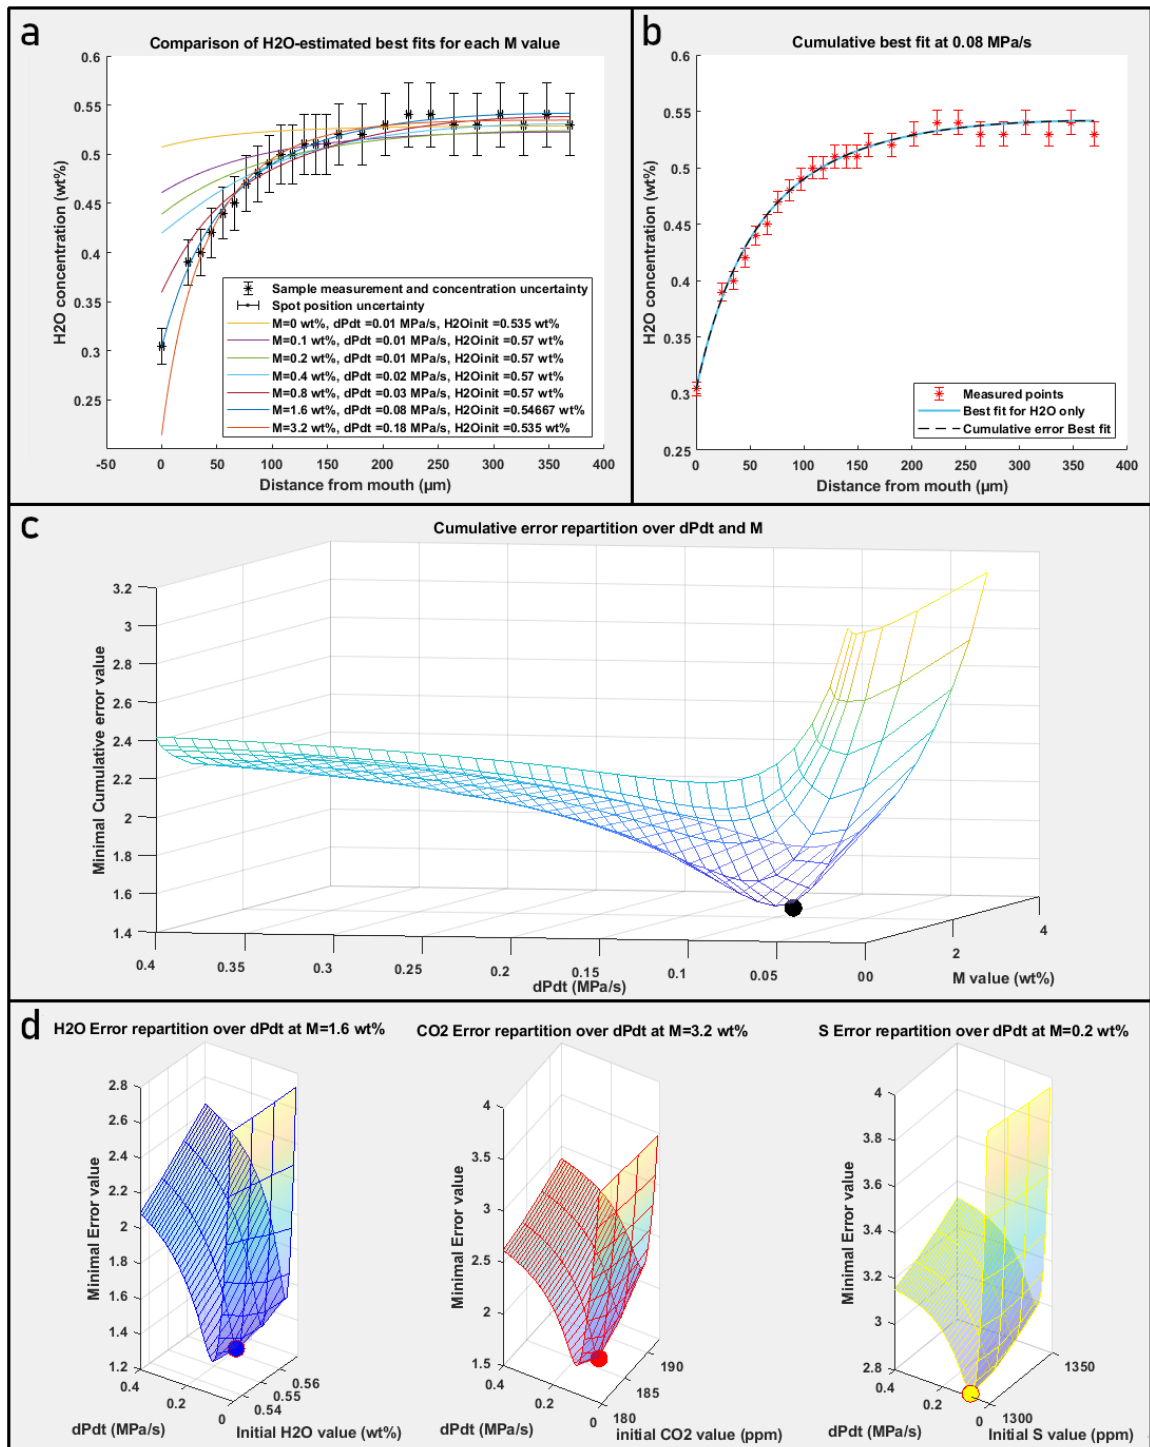 a
Comparison of H2O-estimated best fits for each M value
0.6
0.55
0.5
0.45
0.4
0.35
0.3
0.25
H2O concentration (wt%)
Sample measurement and concentration uncertainty
Spot position uncertainty
M=0 wt%, dPdt =0.01 MPa/s, H2Oinit =0.535 wt%
M=0.1 wt%, dPdt =0.01 MPa/s, H2Oinit =0.57 wt%
M=0.2 wt%, dPdt =0.01 MPa/s, H2Oinit =0.57 wt%
M=0.4 wt%, dPdt =0.02 MPa/s, H2Oinit =0.57 wt%
M=0.8 wt%, dPdt =0.03 MPa/s, H2Oinit =0.57 wt%
M=1.6 wt%, dPdt =0.08 MPa/s, H2Oinit =0.54667 wt%
M=3.2 wt%, dPdt =0.18 MPa/s, H2Oinit =0.535 wt%
-50 0 50 100 150 200 250 300 350 400
Distance from mouth (µm)
b
Cumulative best fit at 0.08 MPa/s
0.6
0.55
0.5
0.45
0.4
0.35
0.3
0.25
H2O concentration (wt%)
Measured points
Best fit for H2O only
Cumulative error Best fit
0 50 100 150 200 250 300 350 400
Distance from mouth (µm)
c
Cumulative error repartition over dPdt and M
3.2
3
2.8
2.6
2.4
2.2
2
1.8
1.6
1.4
Minimal Cumulative error value
0.4 0.35 0.3 0.25 0.2 0.15 0.1 0.05 0
dPdt (MPa/s)
0 2 4
M value (wt%)
d
H2O Error repartition over dPdt at M=1.6 wt%
2.8
2.6
2.4
2.2
2
1.8
1.6
1.4
1.2
Minimal Error value
0.4 0.2 0
dPdt (MPa/s)
0.54 0.55 0.56
Initial H2O value (wt%)
CO2 Error repartition over dPdt at M=3.2 wt%
4
3.5
3
2.5
2
1.5
Minimal Error value
0.4 0.2 0
dPdt (MPa/s)
180 185 190
initial CO2 value (ppm)
S Error repartition over dPdt at M=0.2 wt%
4
3.8
3.6
3.4
3.2
3
2.8
Minimal Error value
0.4 0.2 0
dPdt (MPa/s)
1300 1350
Initial S value (ppm)